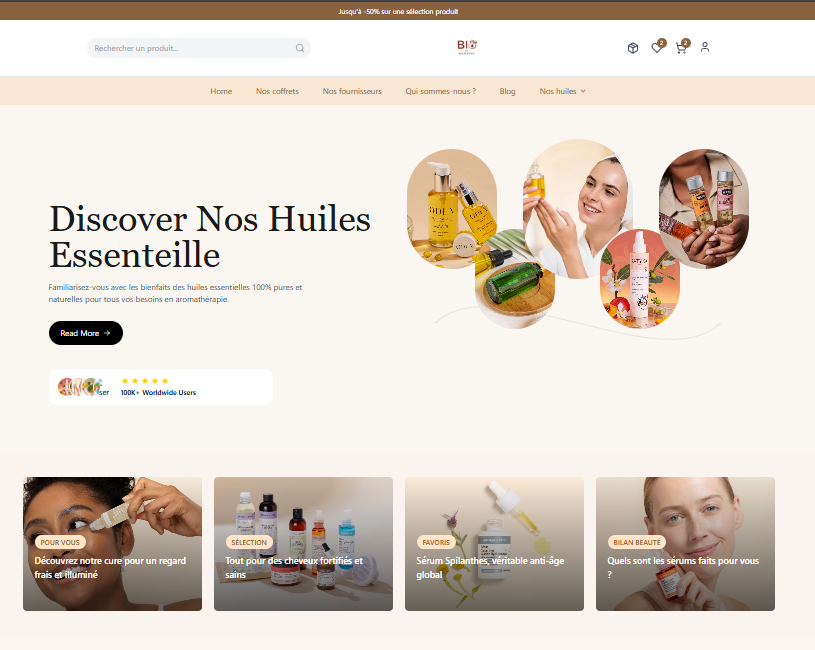 Jusqu'à -50% sur une sélection produit
Rechercher un produit...
BIO
2
2
Home
Nos coffrets
Nos fournisseurs
Qui sommes-nous ?
Blog
Nos huiles
Discover Nos Huiles
Essenteille
Familiarisez-vous avec les bienfaits des huiles essentielles 100% pures et
naturelles pour tous vos besoins en aromathérapie.
Read More →
ser
100K+ Worldwide Users
POUR VOUS
Découvrez notre cure pour un regard
frais et illuminé
SÉLECTION
Tout pour des cheveux fortifiés et
sains
FAVORIS
Sérum Spilanthes, véritable anti-âge
global
BILAN BEAUTÉ
Quels sont les sérums faits pour vous
?